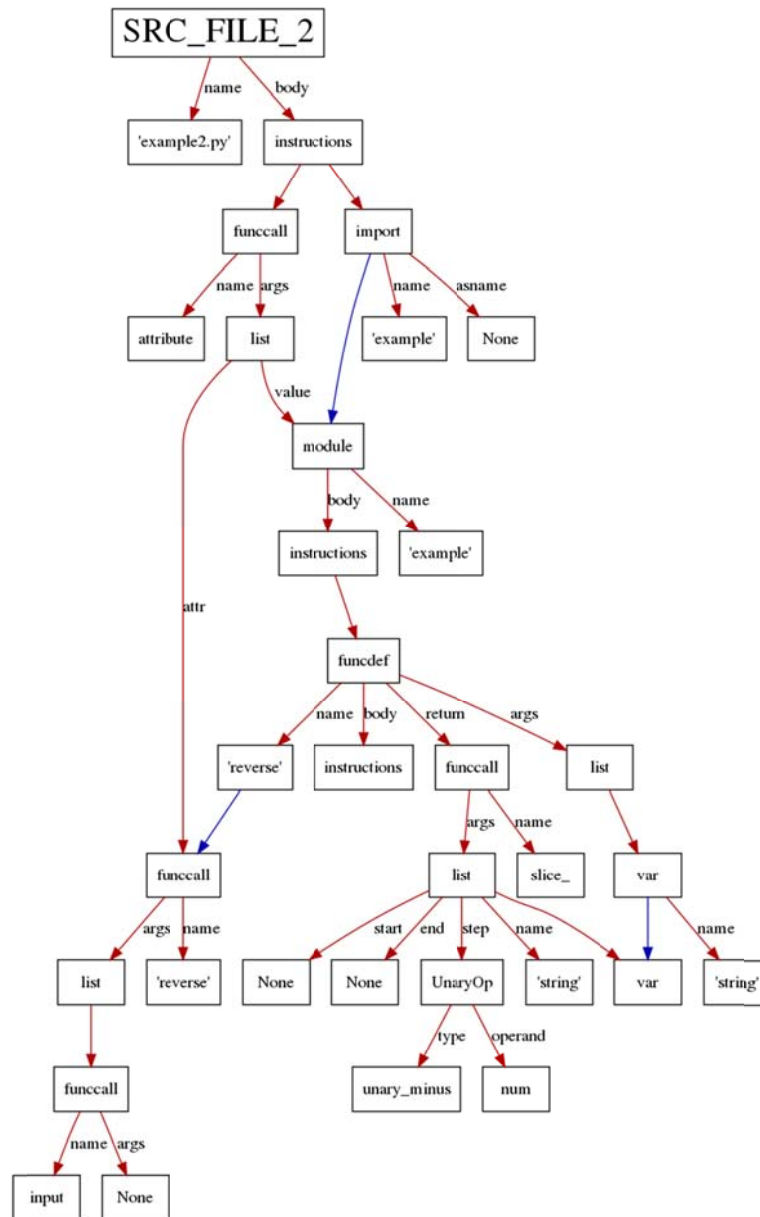 SRC_FILE_2
name body
'example2.py' instructions
funccall import
name args name asname
attribute list 'example' None
value
module
body name
instructions 'example'
attr
funcdef
name body return args
'reverse' instructions funccall list
args name
funccall list slice_ var
args name start end step name name
list 'reverse' None None UnaryOp 'string' var 'string'
type operand
funccall unary_minus num
name args
input None